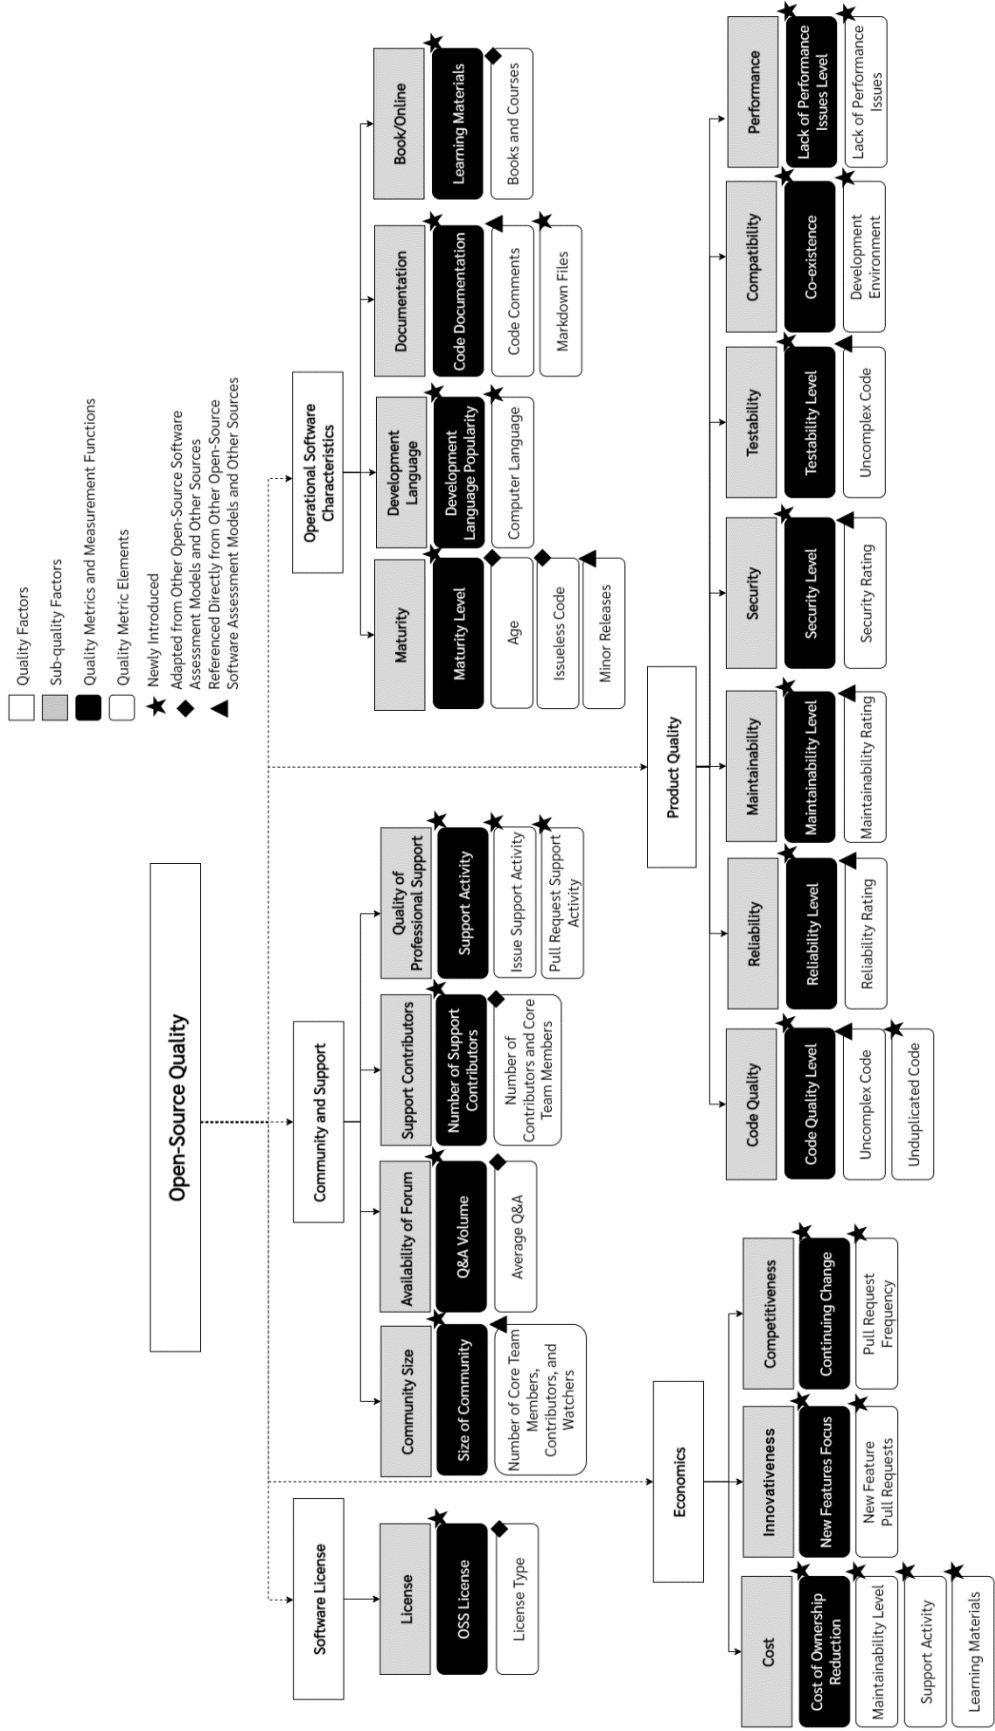 Quality Factors
Sub-quality Factors
Quality Metrics and Measurement Functions
Quality Metric Elements
Newly Introduced
Adapted from Other Open-Source Software
Assessment Models and Other Sources
Referenced Directly from Other Open-Source
Software Assessment Models and Other Sources
Open-Source Quality
Software License
License
OSS License
License Type
Community and Support
Community Size
Size of Community
Number of Core Team
Members,
Contributors, and
Watchers
Availability of Forum
Q&A Volume
Average Q&A
Support Contributors
Number of Support
Contributors
Number of
Contributors and Core
Team Members
Quality of
Professional Support
Support Activity
Issue Support Activity
Pull Request Support
Activity
Operational Software
Characteristics
Maturity
Maturity Level
Age
Issueless Code
Minor Releases
Development
Language
Development
Language Popularity
Computer Language
Documentation
Code Documentation
Code Comments
Markdown Files
Book/Online
Learning Materials
Books and Courses
Economics
Cost
Cost of Ownership
Reduction
Maintainability Level
Support Activity
Learning Materials
Innovativeness
New Features Focus
New Feature
Pull Requests
Competitiveness
Continuing Change
Pull Request
Frequency
Product Quality
Code Quality
Code Quality Level
Uncomplex Code
Unduplicated Code
Reliability
Reliability Level
Reliability Rating
Maintainability
Maintainability Level
Maintainability Rating
Security
Security Level
Security Rating
Testability
Testability Level
Uncomplex Code
Compatibility
Co-existence
Development
Environment
Performance
Lack of Performance
Issues Level
Lack of Performance
Issues